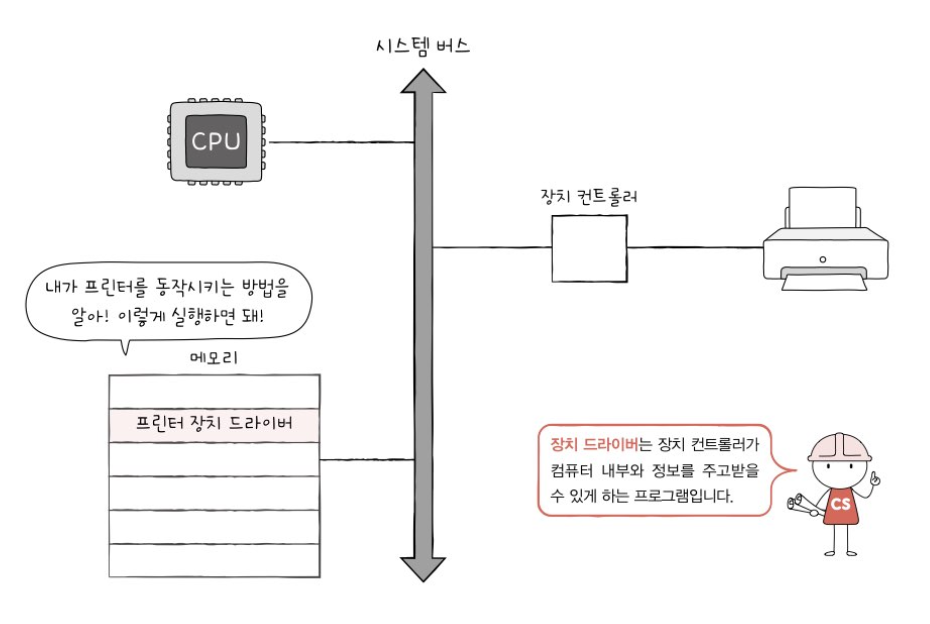 시스템 버스
CPU
장치 컨트롤러
내가 프린터를 동작시키는 방법을
알아! 이렇게 실행하면 돼!
메모리
프린터 장치 드라이버
장치 드라이버는 장치 컨트롤러가
컴퓨터 내부와 정보를 주고받을
수 있게 하는 프로그램입니다.
CS